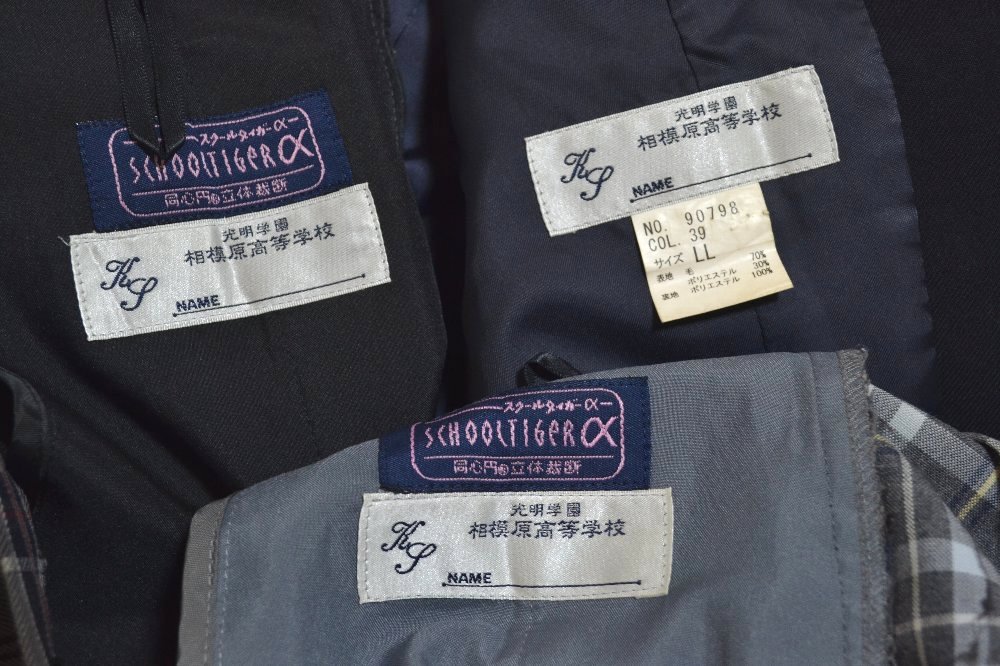 スクールタイガーα
SCHOOLTIGER α
同心円 立体裁断
光明学園
相模原高等学校
KS
NAME
光明学園
相模原高等学校
KS
NAME
NO. 90798
COL. 39
サイズ LL
表地 毛 70%
ポリエステル 30%
裏地 ポリエステル 100%
スクールタイガーα
SCHOOLTIGER α
同心円 立体裁断
光明学園
相模原高等学校
KS
NAME